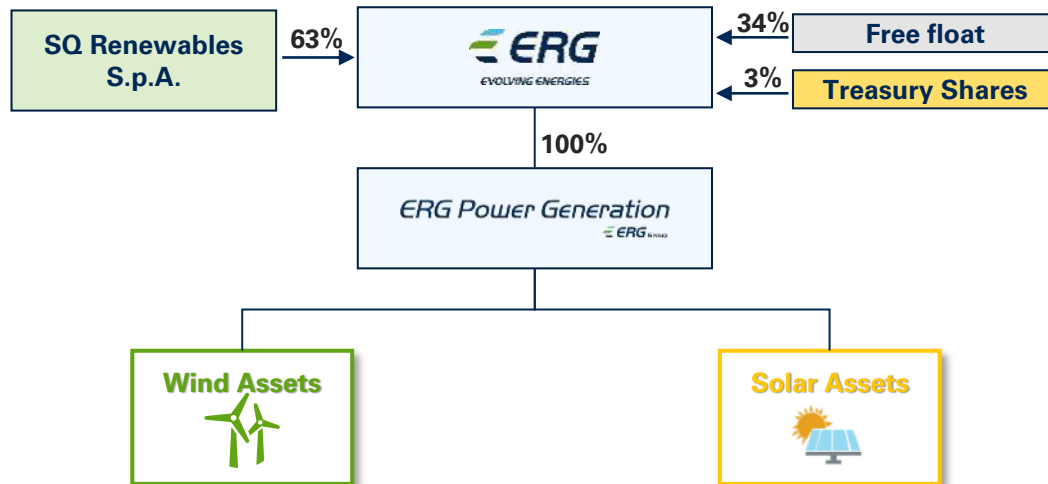 SQ Renewables
S.p.A.
63%
ERG
EVOLVING ENERGIES
34%
Free float
3%
Treasury Shares
100%
ERG Power Generation
ERG
Wind Assets
Solar Assets